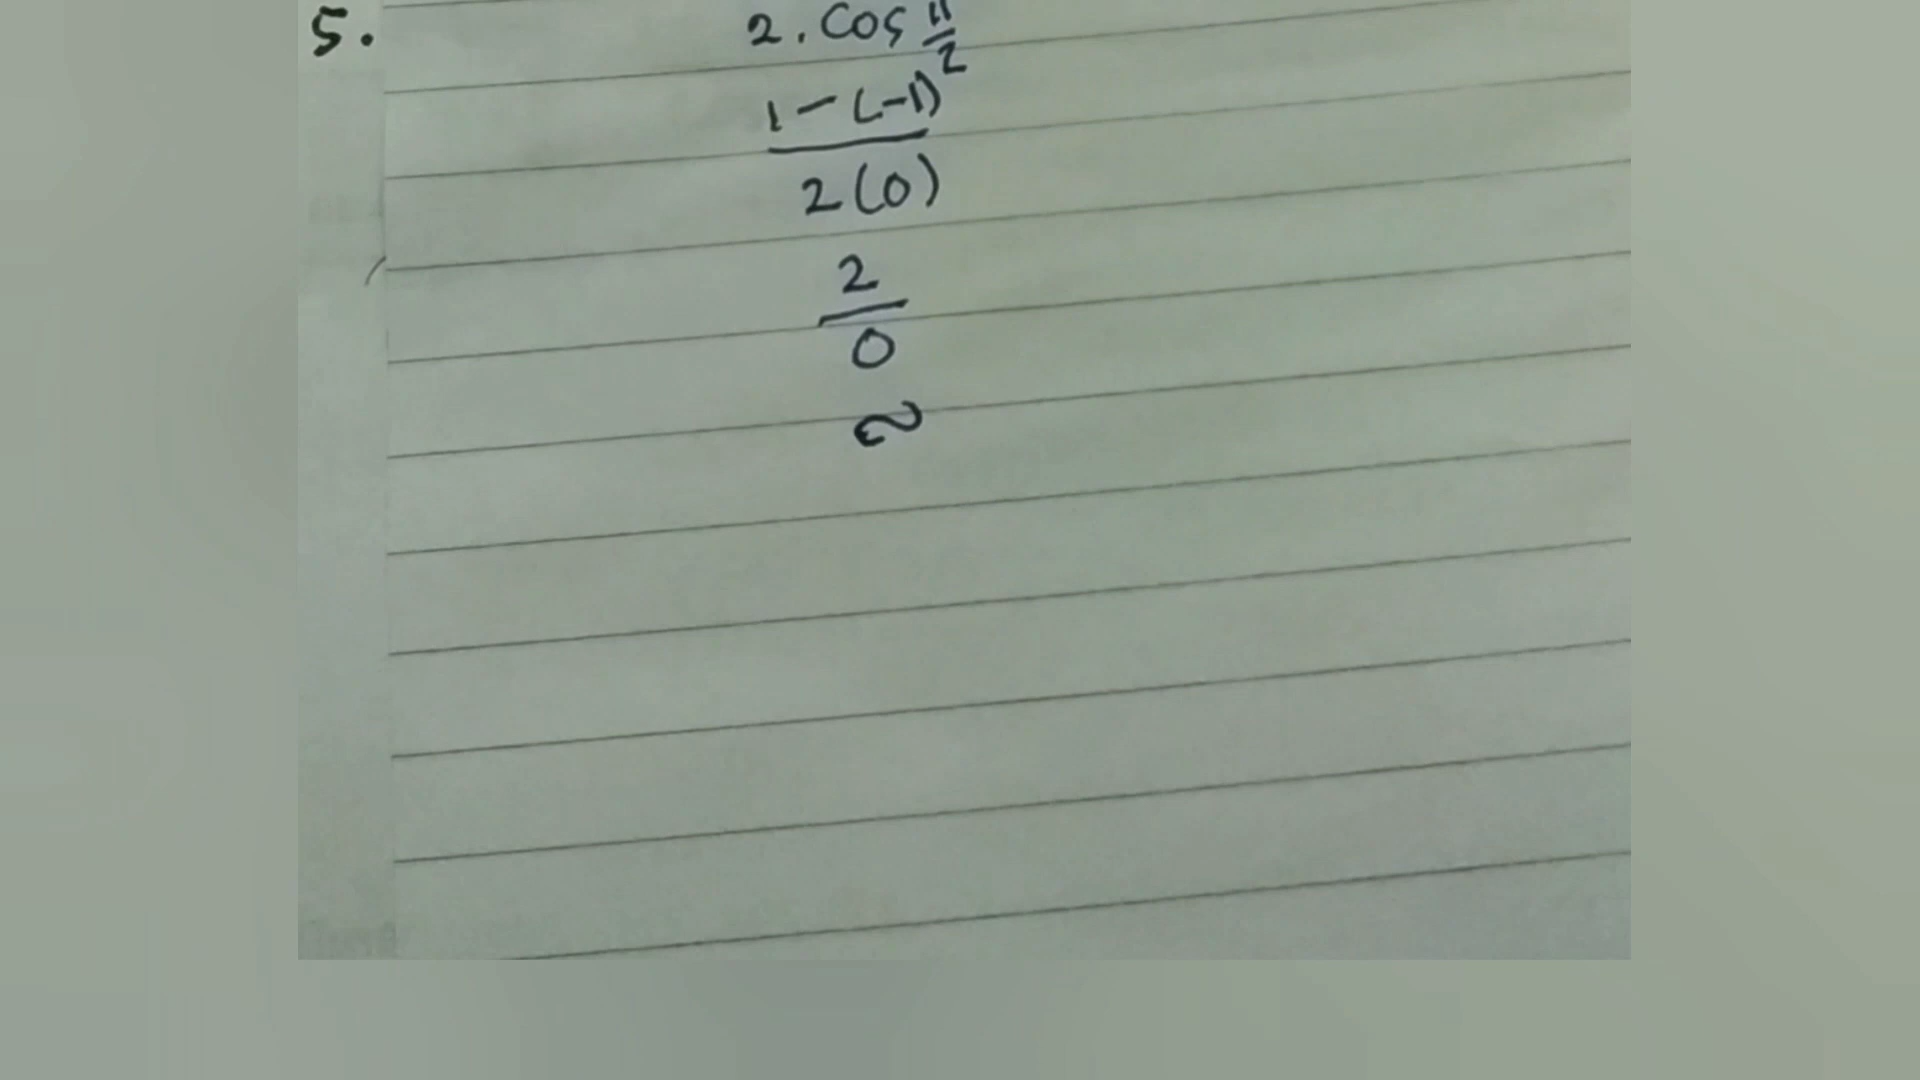 5. 2. Cos π/2
1 - (-1)²
2(0)
2
0
∾